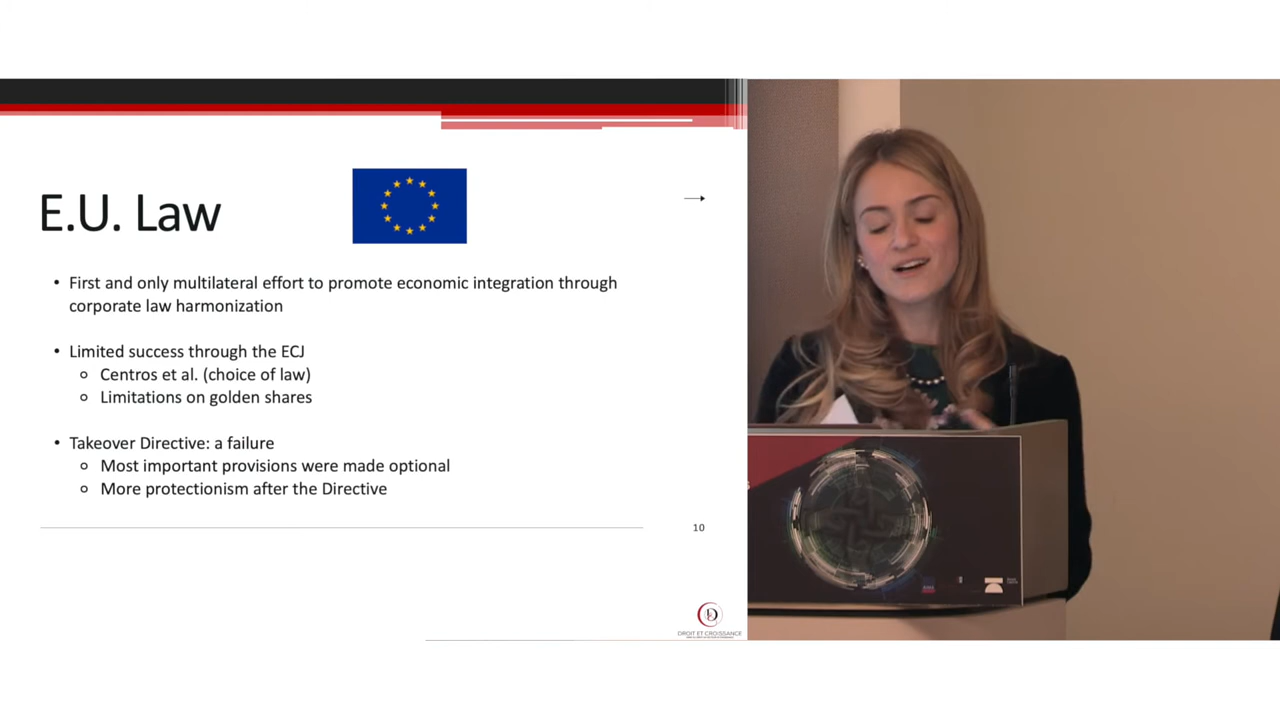 E.U. Law
• First and only multilateral effort to promote economic integration through
corporate law harmonization
• Limited success through the ECJ
o Centros et al. (choice of law)
o Limitations on golden shares
• Takeover Directive: a failure
o Most important provisions were made optional
o More protectionism after the Directive
10
DROIT ET CROISSANCE